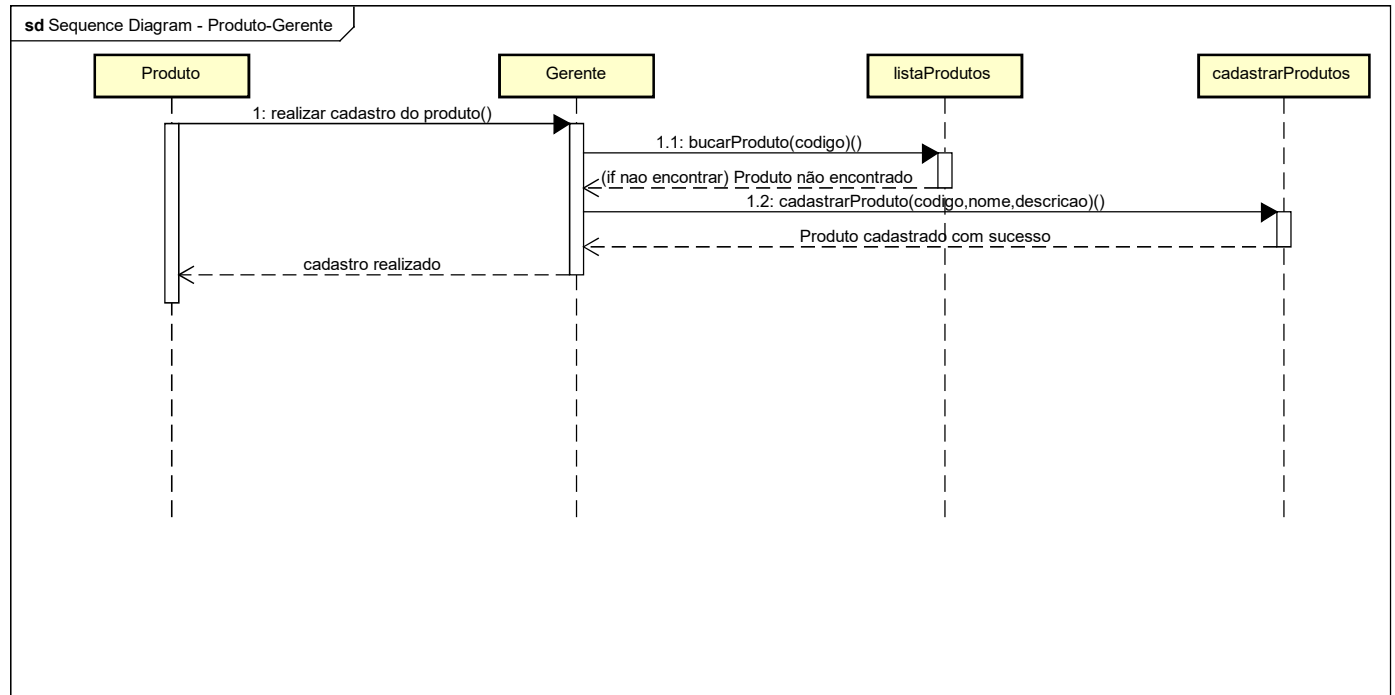 sd Sequence Diagram - Produto-Gerente
Produto
Gerente
listaProdutos
cadastrarProdutos
1: realizar cadastro do produto()
1.1: bucarProduto(codigo)()
(if nao encontrar) Produto não encontrado
1.2: cadastrarProduto(codigo,nome,descricao)()
Produto cadastrado com sucesso
cadastro realizado